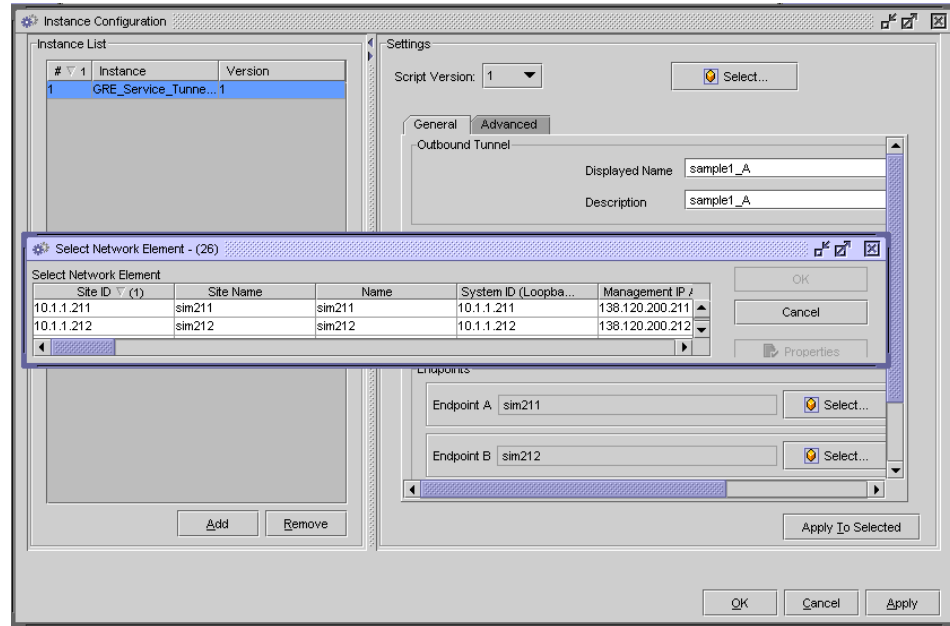 Instance Configuration
Instance List
# 1 Instance Version
1 GRE_Service_Tunne... 1
Settings
Script Version: 1
Select...
General Advanced
Outbound Tunnel
Displayed Name sample1_A
Description sample1_A
Select Network Element - (26)
Select Network Element
Site ID (1) Site Name Name System ID (Loopba... Management IP
10.1.1.211 sim211 sim211 10.1.1.211 138.120.200.211
10.1.1.212 sim212 sim212 10.1.1.212 138.120.200.212
OK
Cancel
Properties
Endpoints
Endpoint A sim211 Select...
Endpoint B sim212 Select...
Add Remove
Apply To Selected
OK Cancel Apply